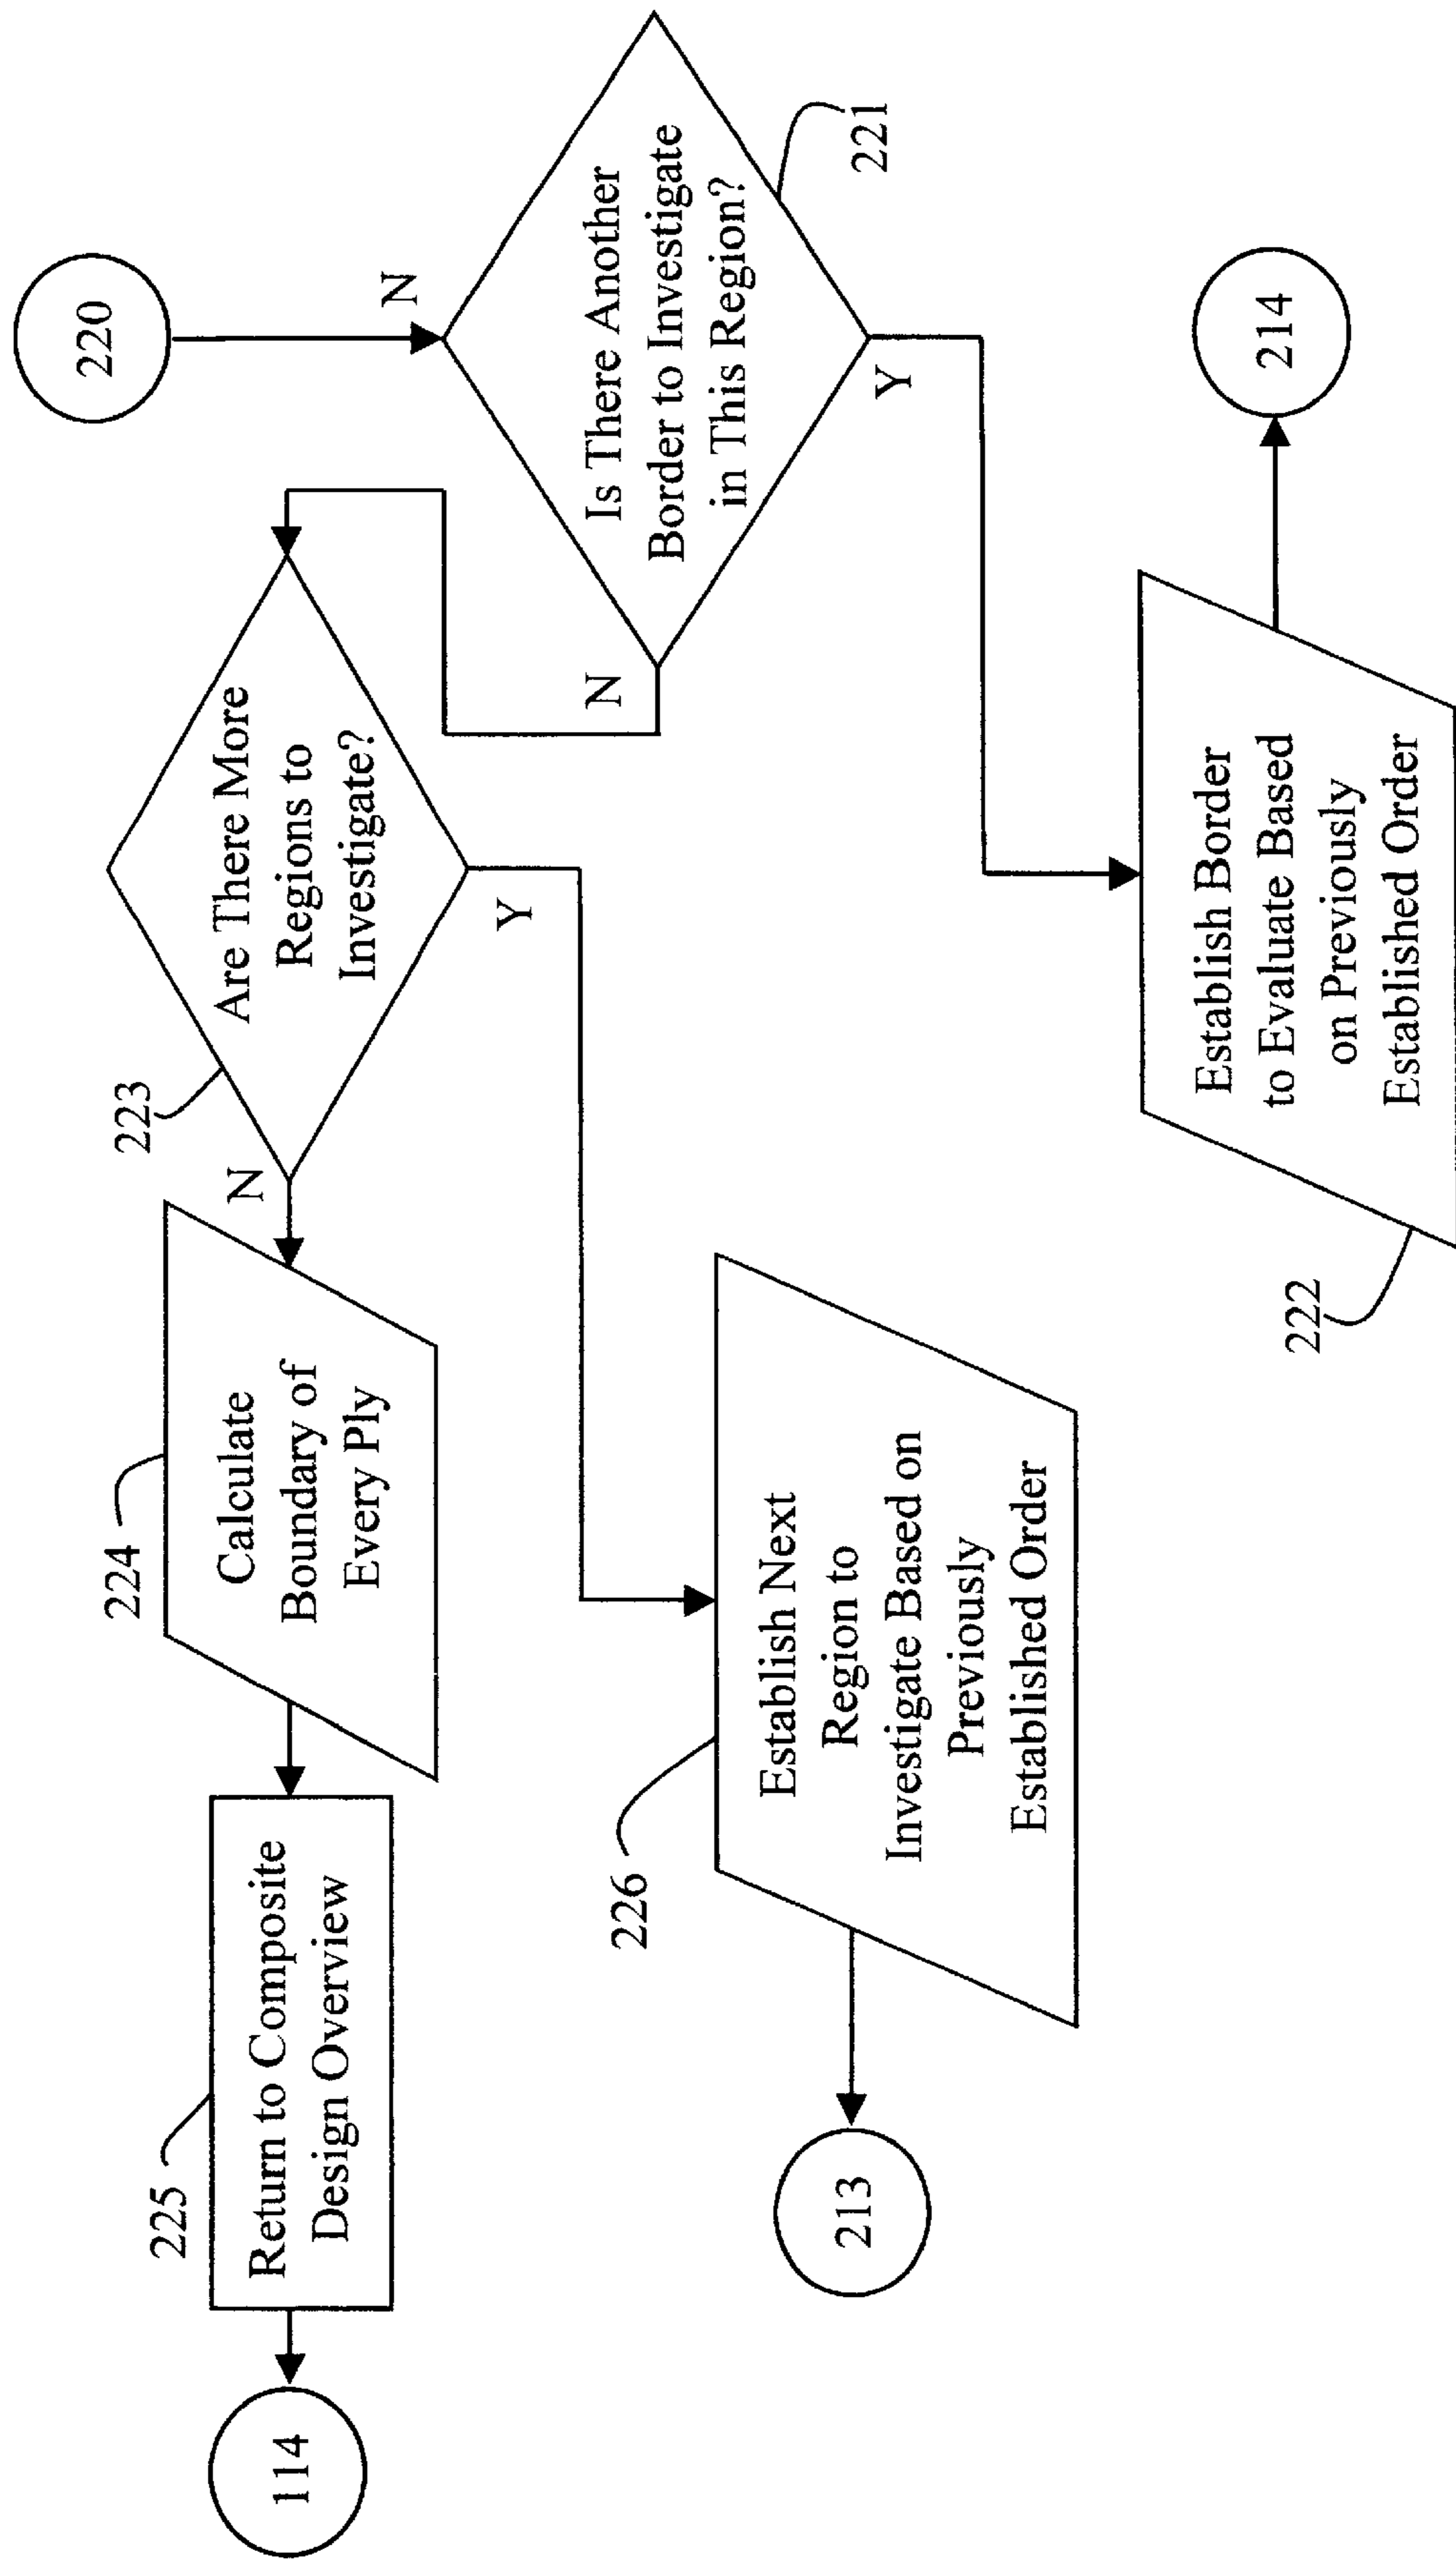 220
N
Is There Another
Border to Investigate
in This Region?
221
N
Y
Are There More
Regions to
Investigate?
223
N
Y
Calculate
Boundary of
Every Ply
224
Return to Composite
Design Overview
225
114
Establish Next
Region to
Investigate Based on
Previously
Established Order
226
213
Establish Border
to Evaluate Based
on Previously
Established Order
222
214